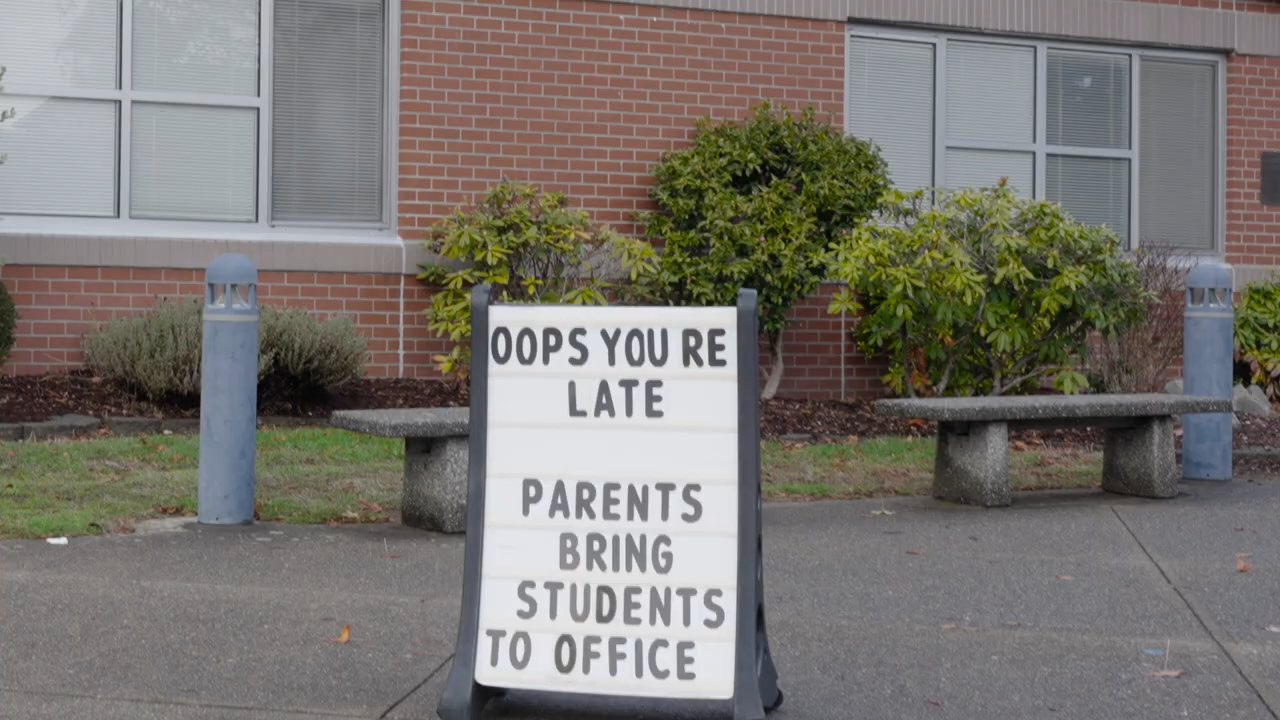 OOPS YOU RE
LATE
PARENTS
BRING
STUDENTS
TO OFFICE